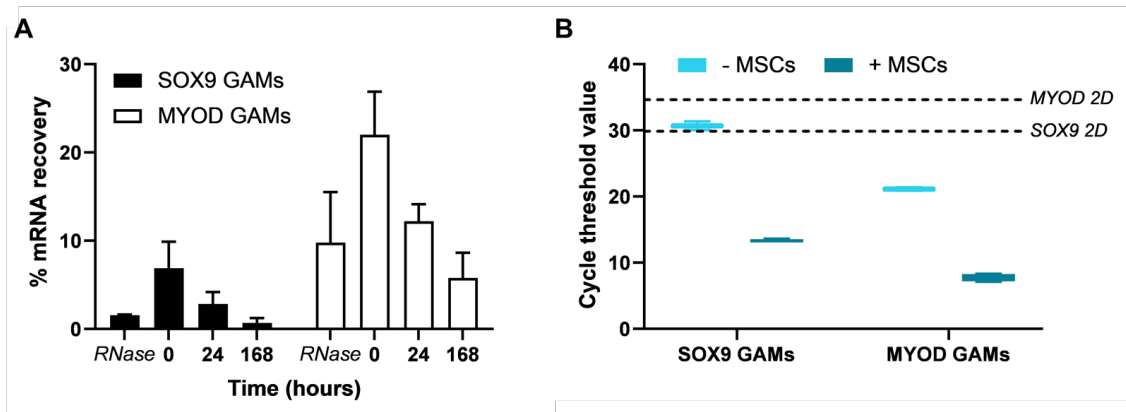 A
% mRNA recovery
30
20
10
0
SOX9 GAMs
MYOD GAMs
RNase 0 24 168 RNase 0 24 168
Time (hours)
B
Cycle threshold value
- MSCs + MSCs
40
30
20
10
0
MYOD 2D
SOX9 2D
SOX9 GAMs MYOD GAMs